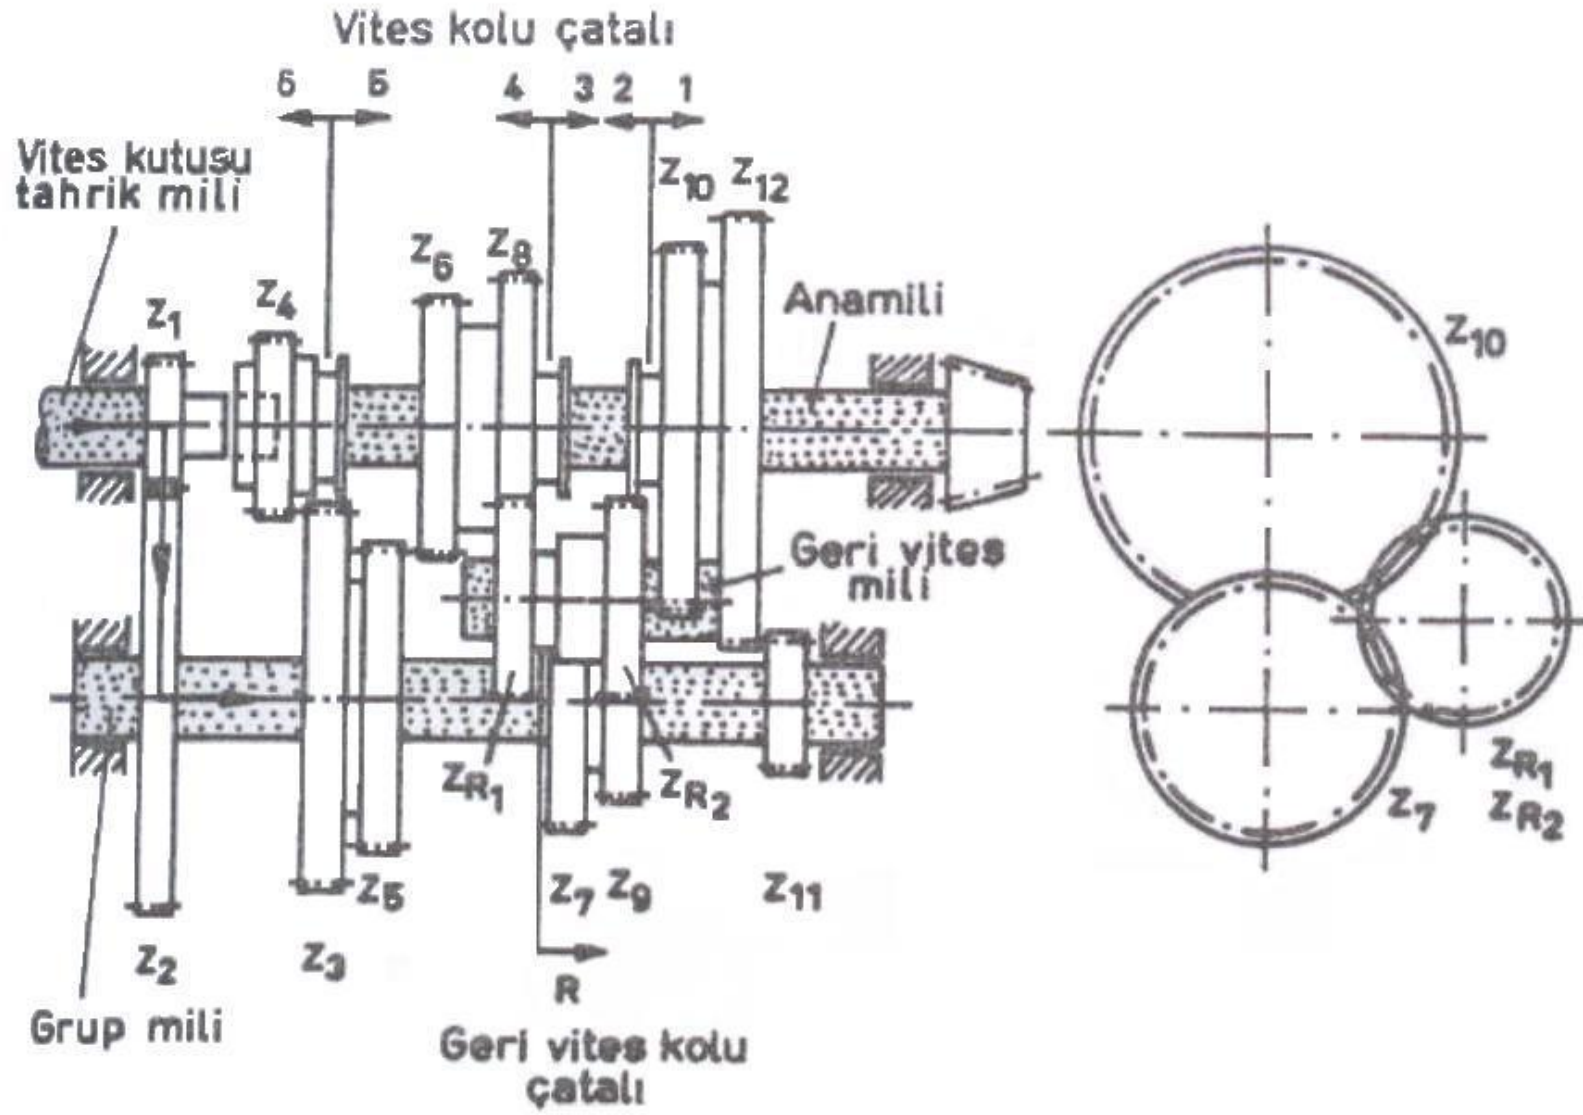 Vites kolu çatalı
6 5 4 3 2 1
Vites kutusu
tahrik mili
Z10 Z12
Z6 Z8
Z4
Z1
Anamili
Z10
Geri vites
mili
ZR1 ZR2
Z7
ZR1
ZR2
Z5 Z7 Z9 Z11
Z2 Z3
R
Grup mili
Geri vites kolu
çatalı